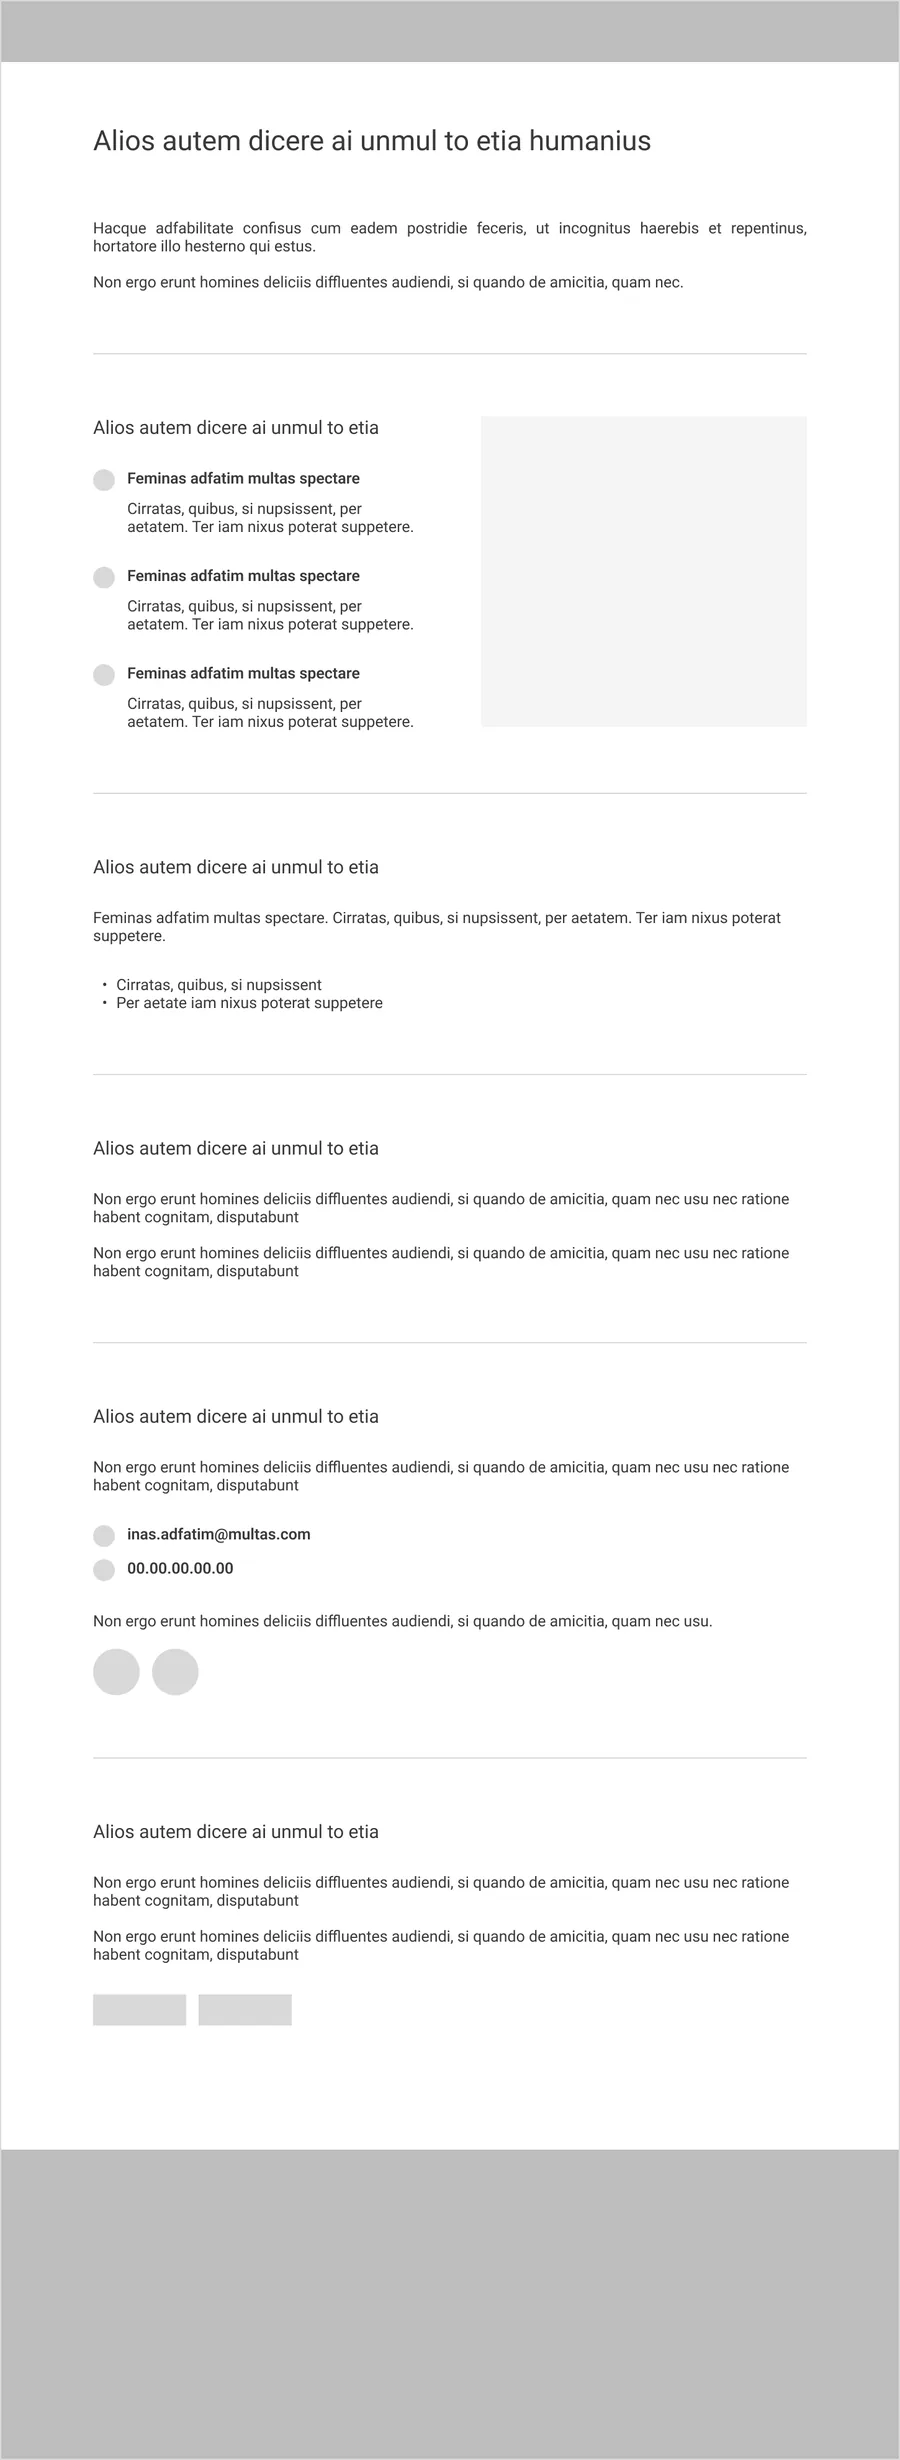 Alios autem dicere ai unmul to etia humanius
Hacque adfabilitate confisus cum eadem postridie feceris, ut incognitus haerebis et repentinus,
hortatore illo hesterno qui estus.
Non ergo erunt homines deliciis diffluentes audiendi, si quando de amicitia, quam nec.
Alios autem dicere ai unmul to etia
Feminas adfatim multas spectare
Cirratas, quibus, si nupsissent, per
aetatem. Ter iam nixus poterat suppetere.
Feminas adfatim multas spectare
Cirratas, quibus, si nupsissent, per
aetatem. Ter iam nixus poterat suppetere.
Feminas adfatim multas spectare
Cirratas, quibus, si nupsissent, per
aetatem. Ter iam nixus poterat suppetere.
Alios autem dicere ai unmul to etia
Feminas adfatim multas spectare. Cirratas, quibus, si nupsissent, per aetatem. Ter iam nixus poterat
suppetere.
• Cirratas, quibus, si nupsissent
• Per aetate iam nixus poterat suppetere
Alios autem dicere ai unmul to etia
Non ergo erunt homines deliciis diffluentes audiendi, si quando de amicitia, quam nec usu nec ratione
habent cognitam, disputabunt
Non ergo erunt homines deliciis diffluentes audiendi, si quando de amicitia, quam nec usu nec ratione
habent cognitam, disputabunt
Alios autem dicere ai unmul to etia
Non ergo erunt homines deliciis diffluentes audiendi, si quando de amicitia, quam nec usu nec ratione
habent cognitam, disputabunt
inas.adfatim@multas.com
00.00.00.00.00
Non ergo erunt homines deliciis diffluentes audiendi, si quando de amicitia, quam nec usu.
Alios autem dicere ai unmul to etia
Non ergo erunt homines deliciis diffluentes audiendi, si quando de amicitia, quam nec usu nec ratione
habent cognitam, disputabunt
Non ergo erunt homines deliciis diffluentes audiendi, si quando de amicitia, quam nec usu nec ratione
habent cognitam, disputabunt